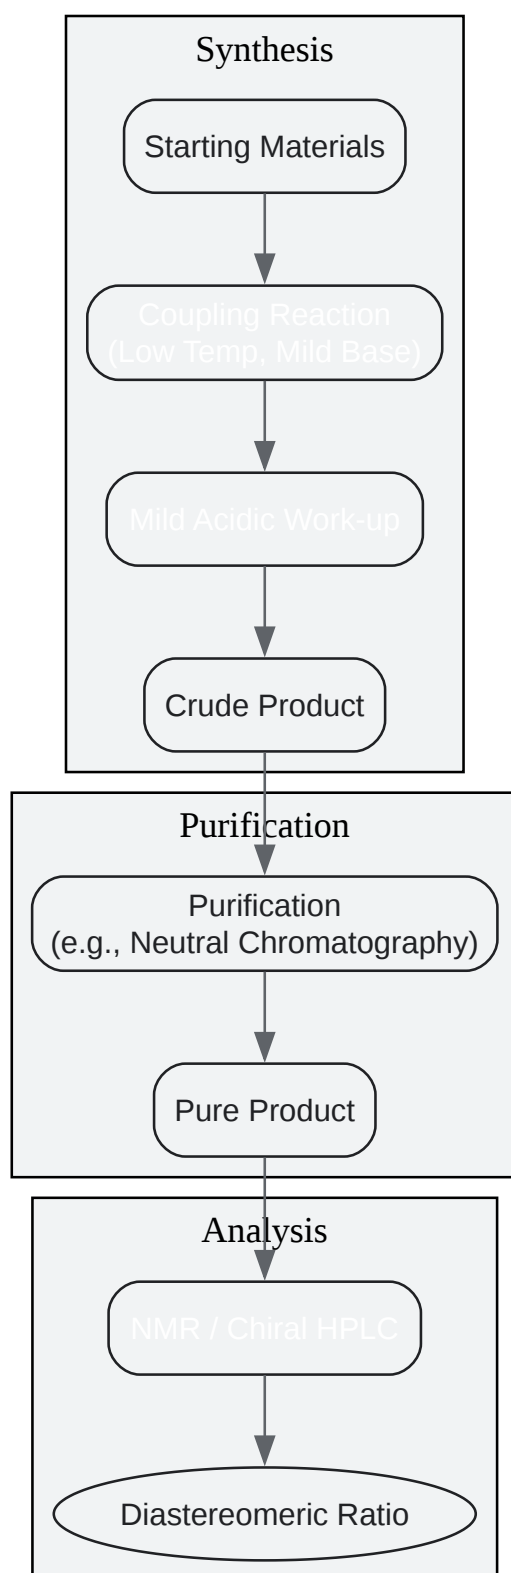 Synthesis
Starting Materials
Coupling Reaction
(Low Temp, Mild Base)
Mild Acidic Work-up
Crude Product
Purification
Purification
(e.g., Neutral Chromatography)
Pure Product
Analysis
NMR / Chiral HPLC
Diastereomeric Ratio